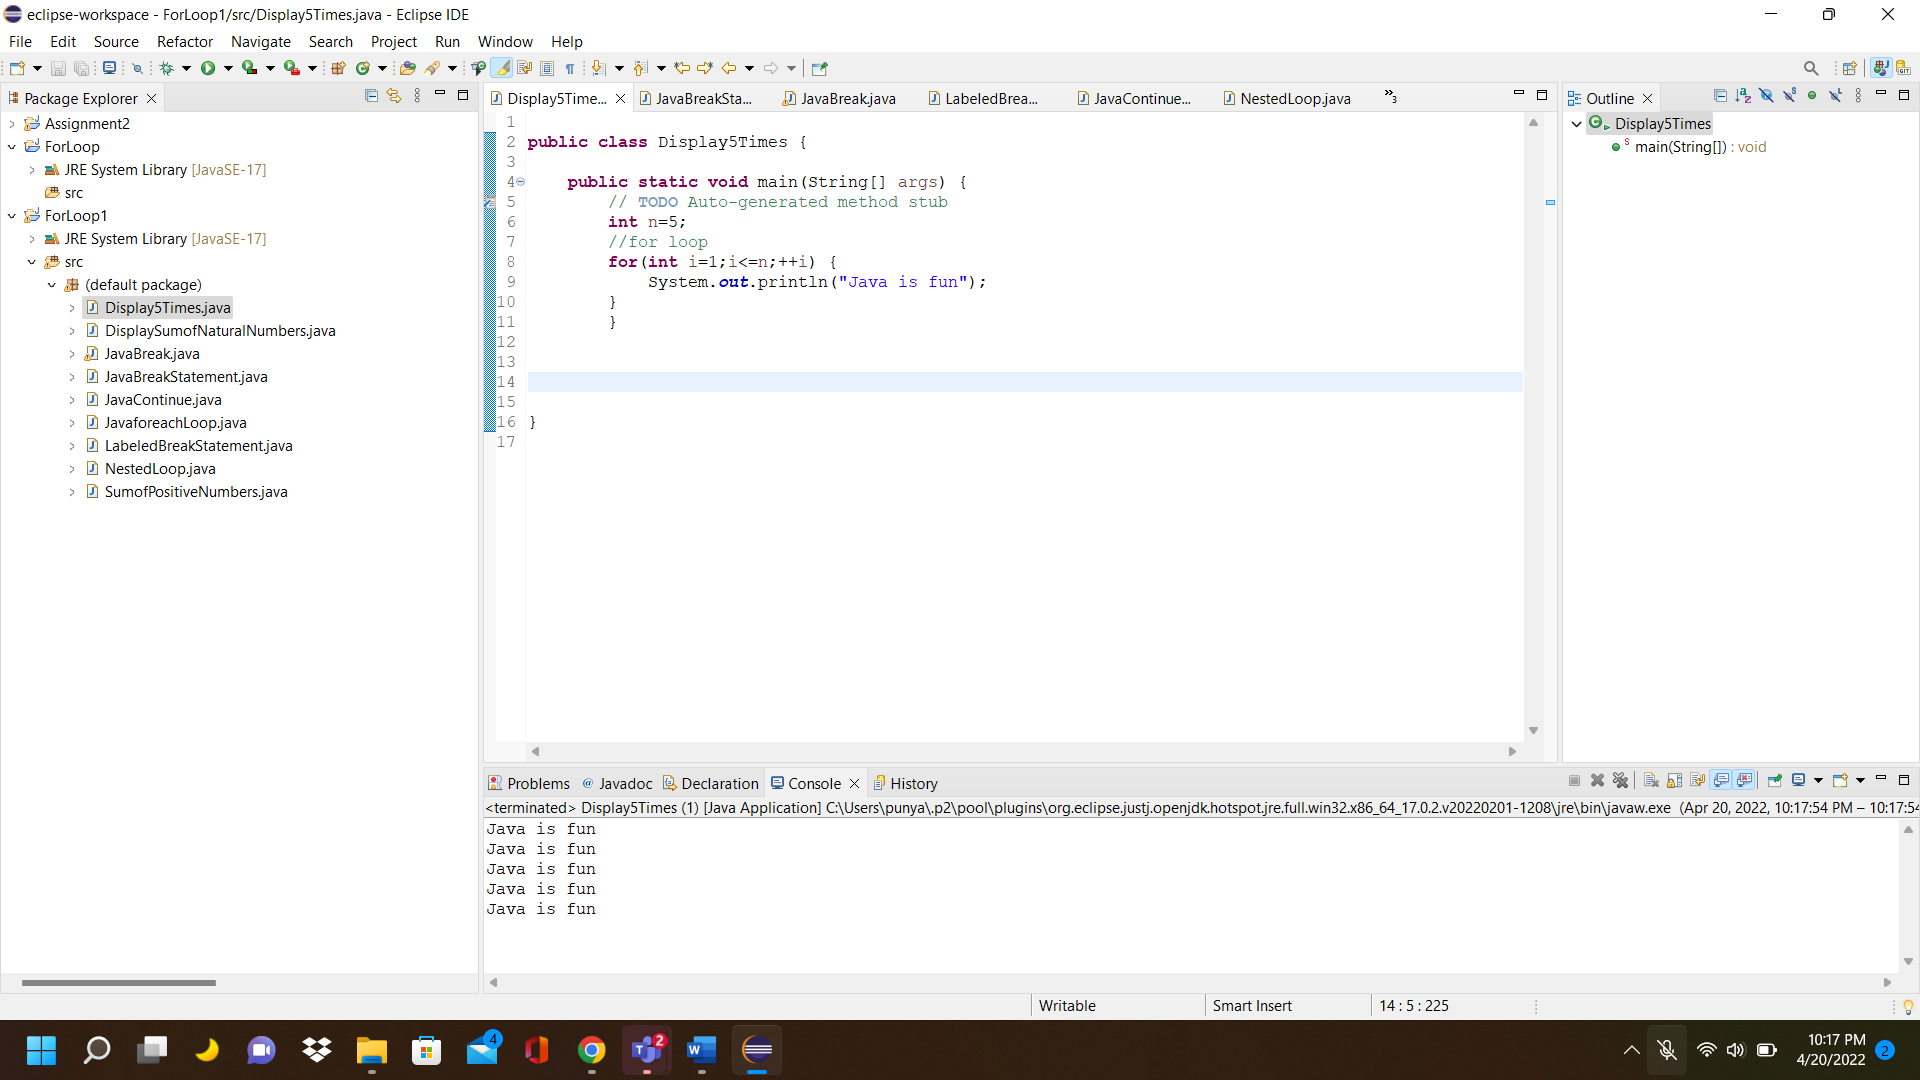 eclipse-workspace - ForLoop1/src/Display5Times.java - Eclipse IDE
File Edit Source Refactor Navigate Search Project Run Window Help
Package Explorer
Assignment2
ForLoop
JRE System Library [JavaSE-17]
src
ForLoop1
JRE System Library [JavaSE-17]
src
(default package)
Display5Times.java
DisplaySumofNaturalNumbers.java
JavaBreak.java
JavaBreakStatement.java
JavaContinue.java
JavaforeachLoop.java
LabeledBreakStatement.java
NestedLoop.java
SumofPositiveNumbers.java
Display5Time... JavaBreakSta... JavaBreak.java LabeledBrea... JavaContinue... NestedLoop.java »3
1
2 public class Display5Times {
3
4 public static void main(String[] args) {
5 // TODO Auto-generated method stub
6 int n=5;
7 //for loop
8 for(int i=1;i<=n;++i) {
9 System.out.println("Java is fun");
10 }
11 }
12
13
14
15
16 }
17
Outline
Display5Times
main(String[]) : void
Problems @ Javadoc Declaration Console History
<terminated> Display5Times (1) [Java Application] C:\Users\punya\.p2\pool\plugins\org.eclipse.justj.openjdk.hotspot.jre.full.win32.x86_64_17.0.2.v20220201-1208\jre\bin\javaw.exe (Apr 20, 2022, 10:17:54 PM – 10:17:54
Java is fun
Java is fun
Java is fun
Java is fun
Java is fun
Writable Smart Insert 14 : 5 : 225
4
2
10:17 PM
4/20/2022
2